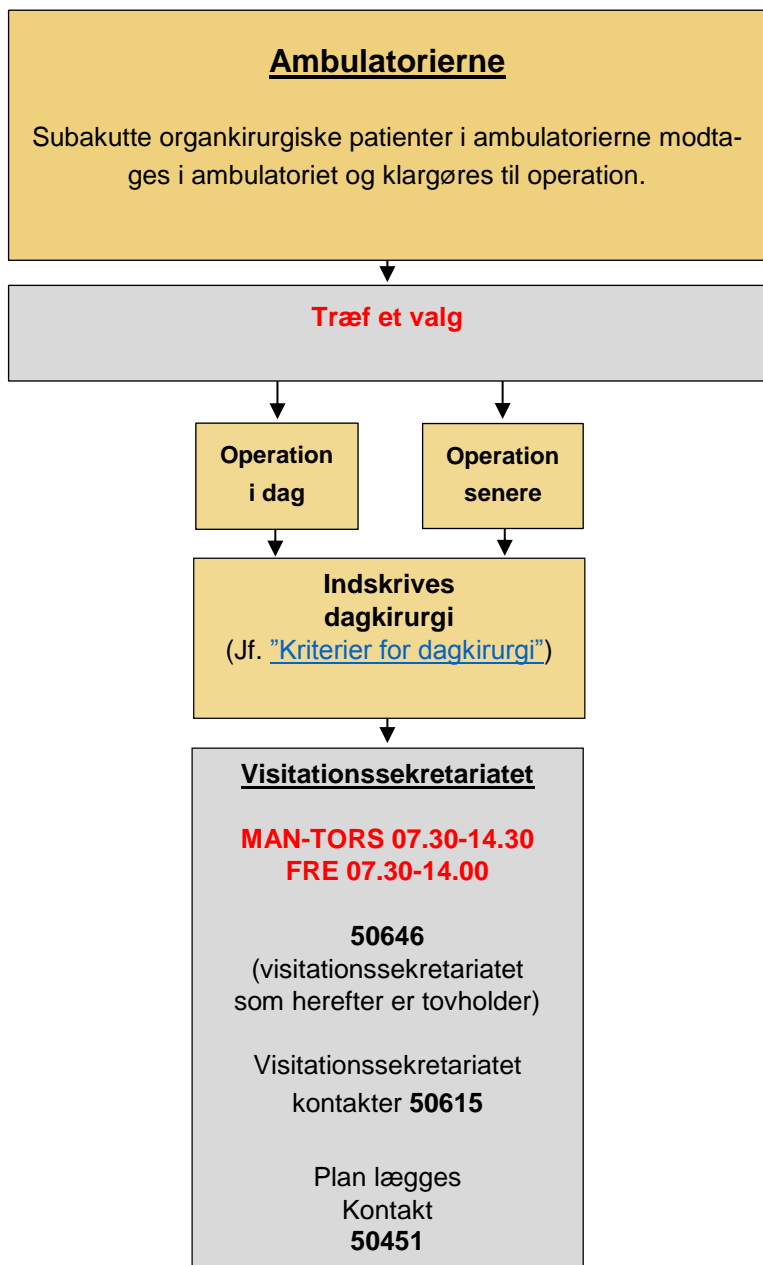 Ambulatorierne
Subakutte organkirurgiske patienter i ambulatorierne modta-
ges i ambulatoriet og klargøres til operation.
Træf et valg
Operation
i dag
Operation
senere
Indskrives
dagkirurgi
(Jf. ”Kriterier for dagkirurgi”)
Visitationssekretariatet
MAN-TORS 07.30-14.30
FRE 07.30-14.00
50646
(visitationssekretariatet
som herefter er tovholder)
Visitationssekretariatet
kontakter 50615
Plan lægges
Kontakt
50451